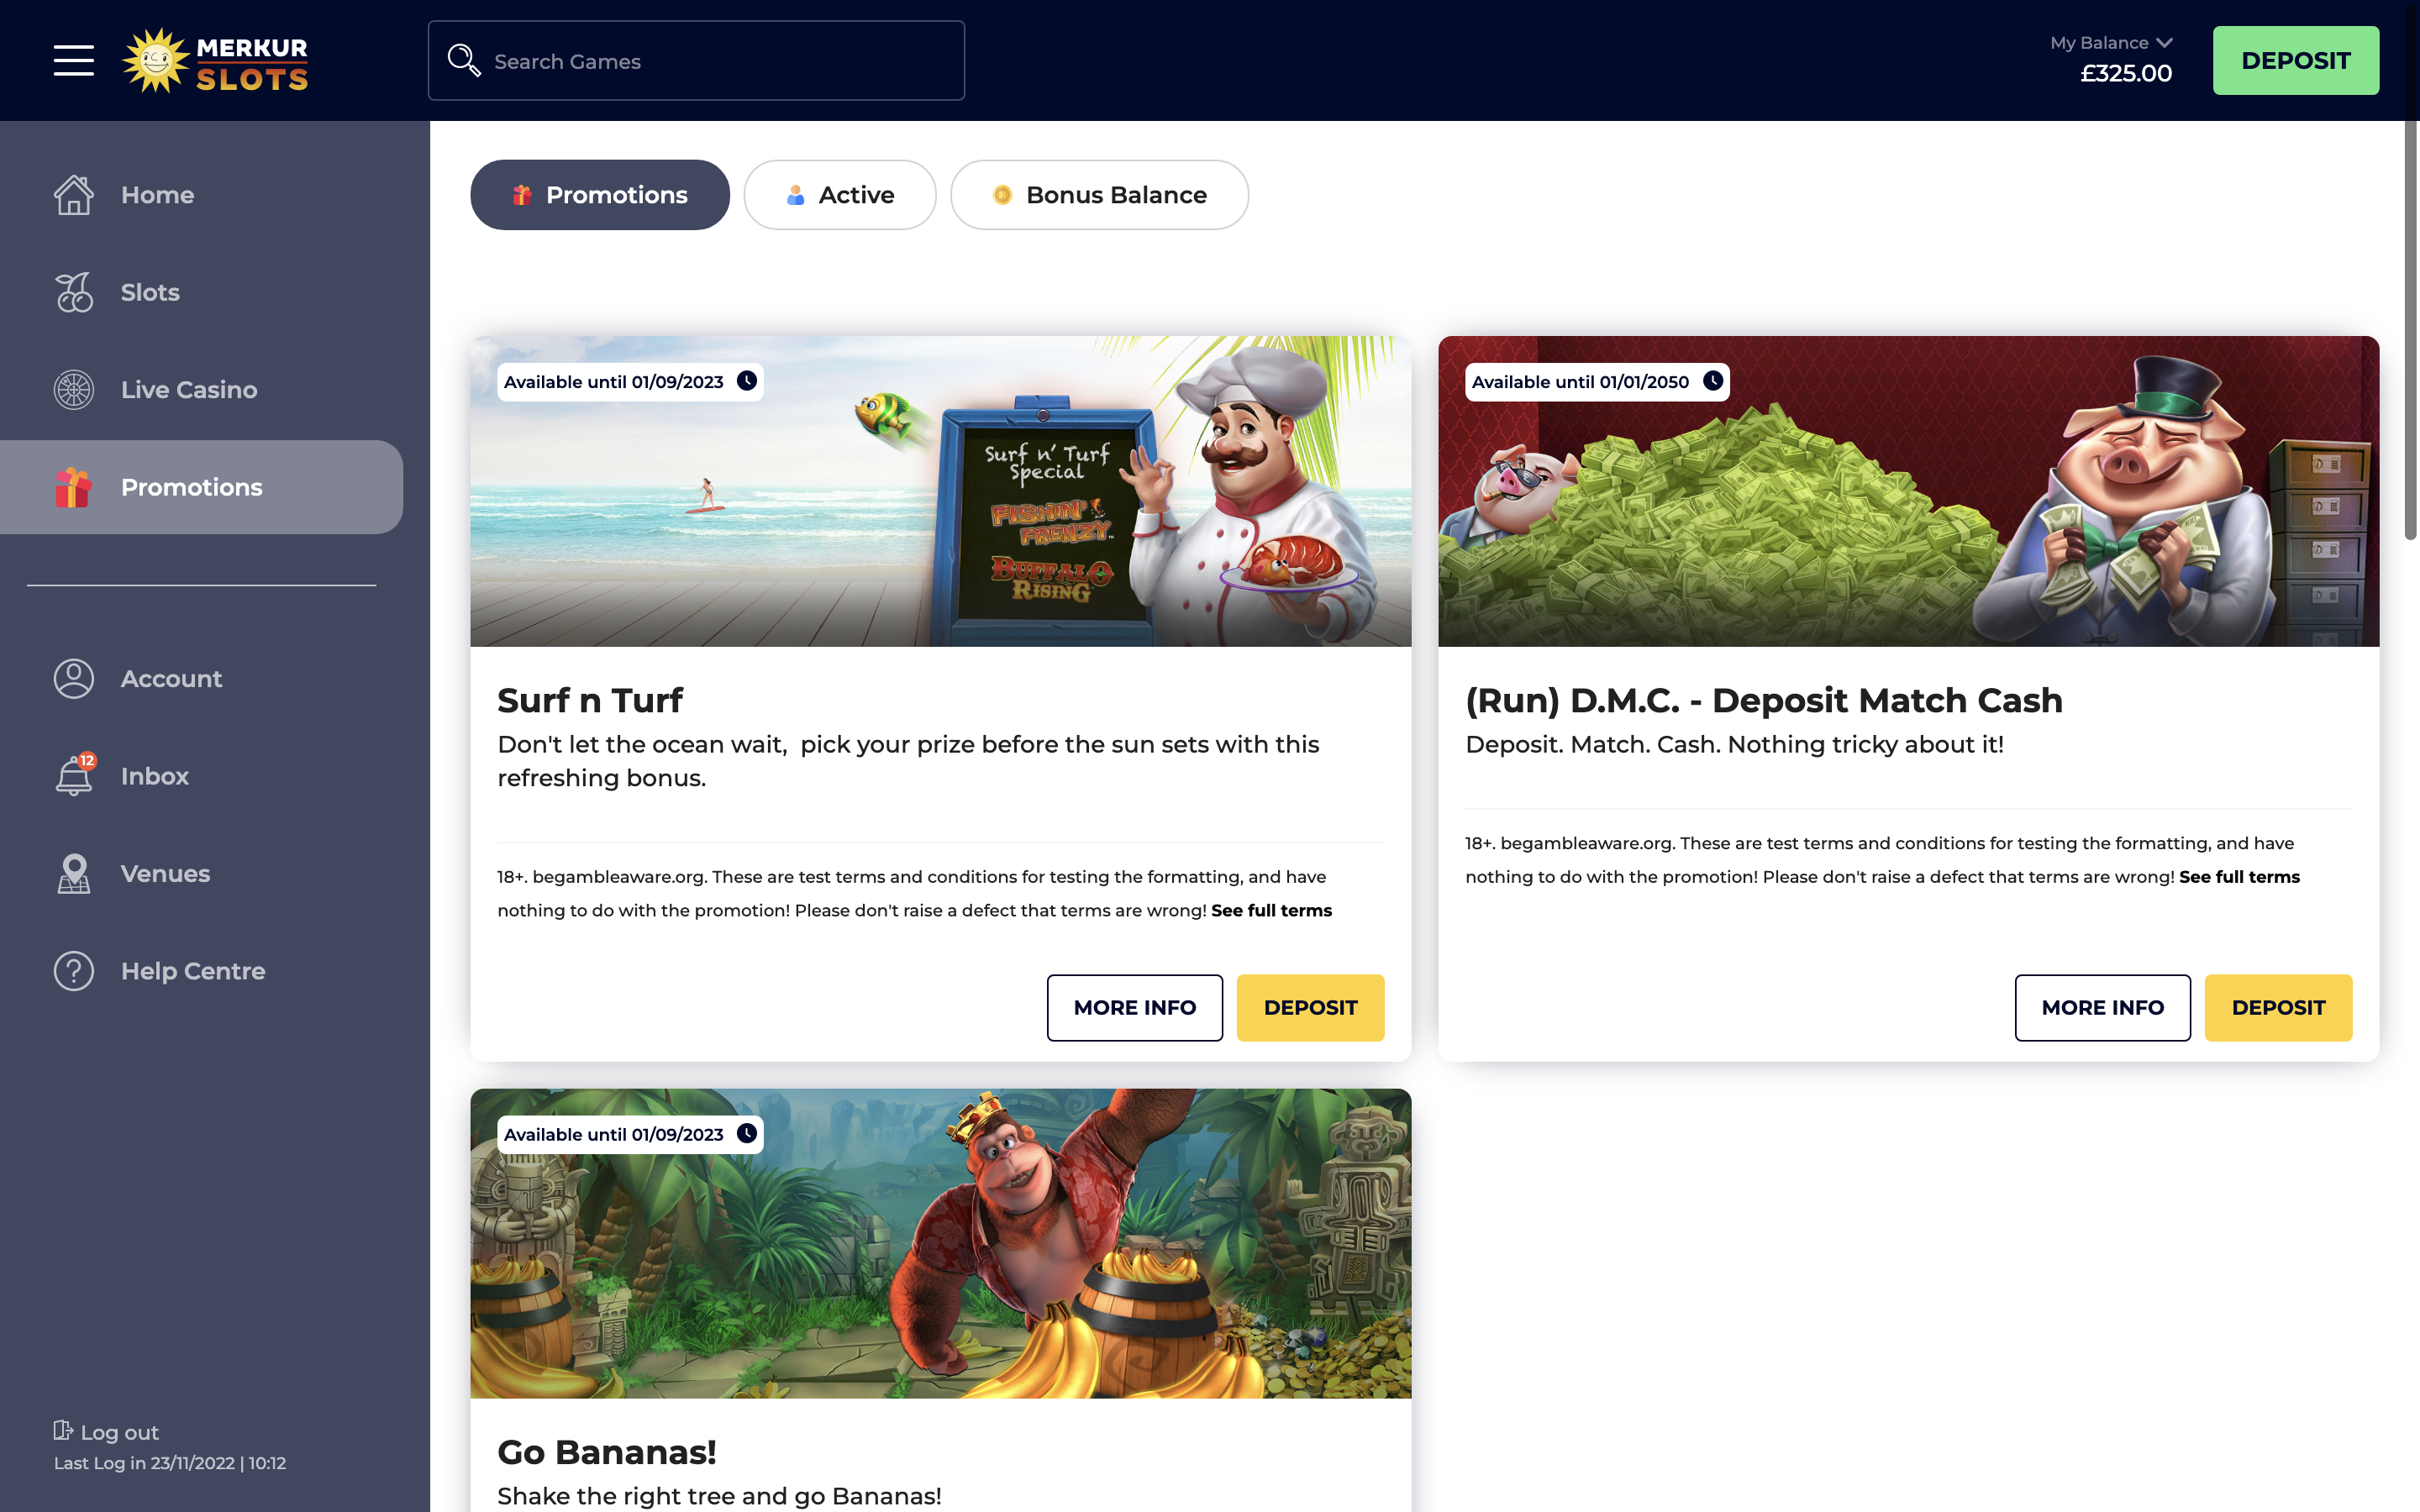 MERKUR
SLOTS
Search Games
My Balance
£325.00
DEPOSIT
Home
Slots
Live Casino
Promotions
Account
12
Inbox
Venues
Help Centre
Log out
Last Log in 23/11/2022 | 10:12
Promotions
Active
Bonus Balance
Available until 01/09/2023
Surf n' Turf
Special
FISHIN'
FRENZY™
BUFFALO
RISING
Surf n Turf
Don't let the ocean wait,  pick your prize before the sun sets with this
refreshing bonus.
18+. begambleaware.org. These are test terms and conditions for testing the formatting, and have
nothing to do with the promotion! Please don't raise a defect that terms are wrong! See full terms
MORE INFO
DEPOSIT
Available until 01/01/2050
(Run) D.M.C. - Deposit Match Cash
Deposit. Match. Cash. Nothing tricky about it!
18+. begambleaware.org. These are test terms and conditions for testing the formatting, and have
nothing to do with the promotion! Please don't raise a defect that terms are wrong! See full terms
MORE INFO
DEPOSIT
Available until 01/09/2023
Go Bananas!
Shake the right tree and go Bananas!